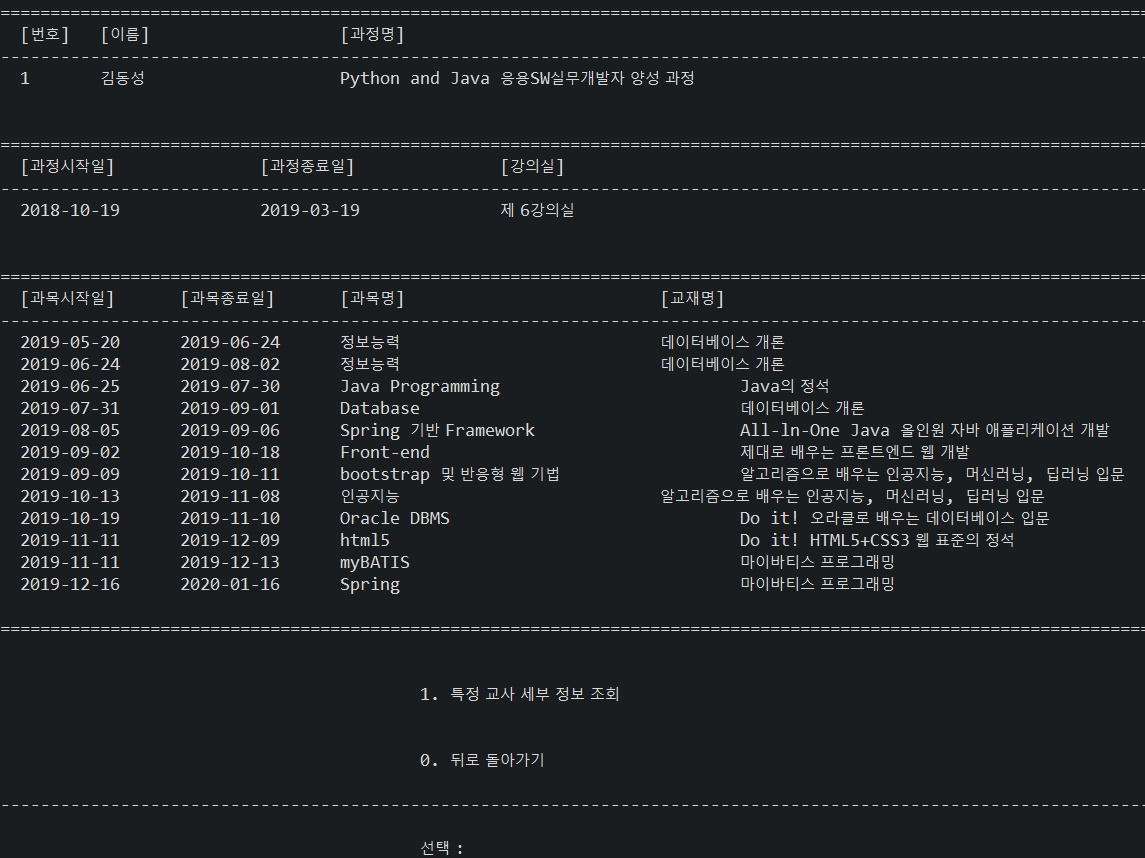 [번호] [이름] [과정명]
1 김동성 Python and Java 응용SW실무개발자 양성 과정
[과정시작일] [과정종료일] [강의실]
2018-10-19 2019-03-19 제 6강의실
[과목시작일] [과목종료일] [과목명] [교재명]
2019-05-20 2019-06-24 정보능력 데이터베이스 개론
2019-06-24 2019-08-02 정보능력 데이터베이스 개론
2019-06-25 2019-07-30 Java Programming Java의 정석
2019-07-31 2019-09-01 Database 데이터베이스 개론
2019-08-05 2019-09-06 Spring 기반 Framework All-ln-One Java 올인원 자바 애플리케이션 개발
2019-09-02 2019-10-18 Front-end 제대로 배우는 프론트엔드 웹 개발
2019-09-09 2019-10-11 bootstrap 및 반응형 웹 기법 알고리즘으로 배우는 인공지능, 머신러닝, 딥러닝 입문
2019-10-13 2019-11-08 인공지능 알고리즘으로 배우는 인공지능, 머신러닝, 딥러닝 입문
2019-10-19 2019-11-10 Oracle DBMS Do it! 오라클로 배우는 데이터베이스 입문
2019-11-11 2019-12-09 html5 Do it! HTML5+CSS3 웹 표준의 정석
2019-11-11 2019-12-13 myBATIS 마이바티스 프로그래밍
2019-12-16 2020-01-16 Spring 마이바티스 프로그래밍
1. 특정 교사 세부 정보 조회
0. 뒤로 돌아가기
선택 :